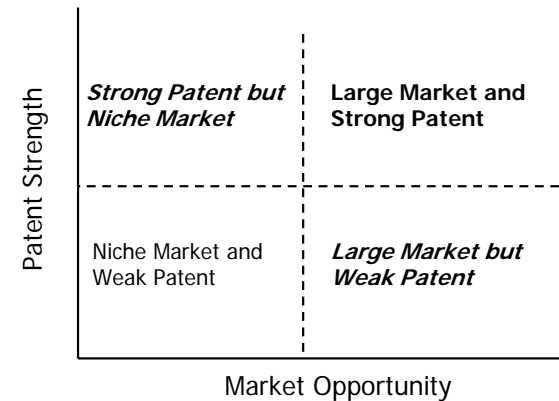 Patent Strength
Strong Patent but
Niche Market
Large Market and
Strong Patent
Niche Market and
Weak Patent
Large Market but
Weak Patent
Market Opportunity